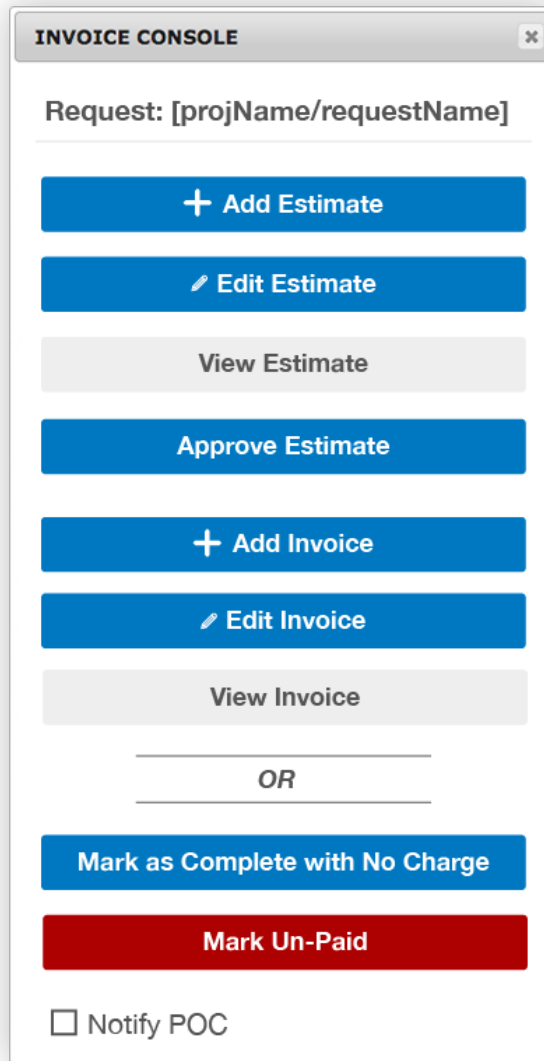 INVOICE CONSOLE
Request: [projName/requestName]
Add Estimate
Edit Estimate
View Estimate
Approve Estimate
Add Invoice
Edit Invoice
View Invoice
OR
Mark as Complete with No Charge
Mark Un-Paid
Notify POC